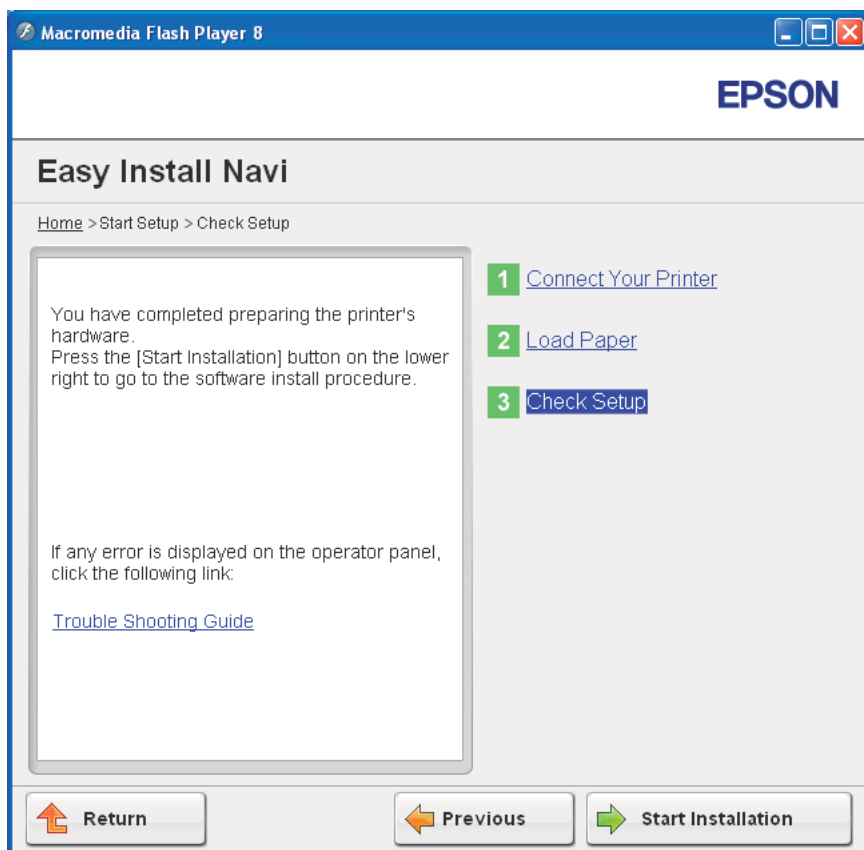 Macromedia Flash Player 8
EPSON
Easy Install Navi
Home > Start Setup > Check Setup
You have completed preparing the printer's
hardware.
Press the [Start Installation] button on the lower
right to go to the software install procedure.
If any error is displayed on the operator panel,
click the following link:
Trouble Shooting Guide
1 Connect Your Printer
2 Load Paper
3 Check Setup
Return
Previous
Start Installation